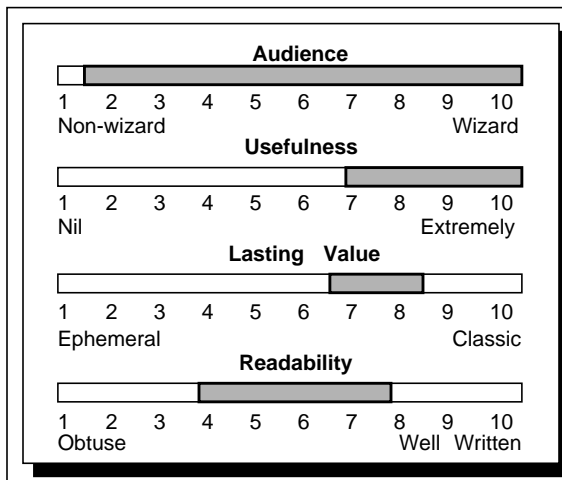 Audience
1 2 3 4 5 6 7 8 9 10
Non-wizard Wizard
Usefulness
1 2 3 4 5 6 7 8 9 10
Nil Extremely
Lasting Value
1 2 3 4 5 6 7 8 9 10
Ephemeral Classic
Readability
1 2 3 4 5 6 7 8 9 10
Obtuse Well Written